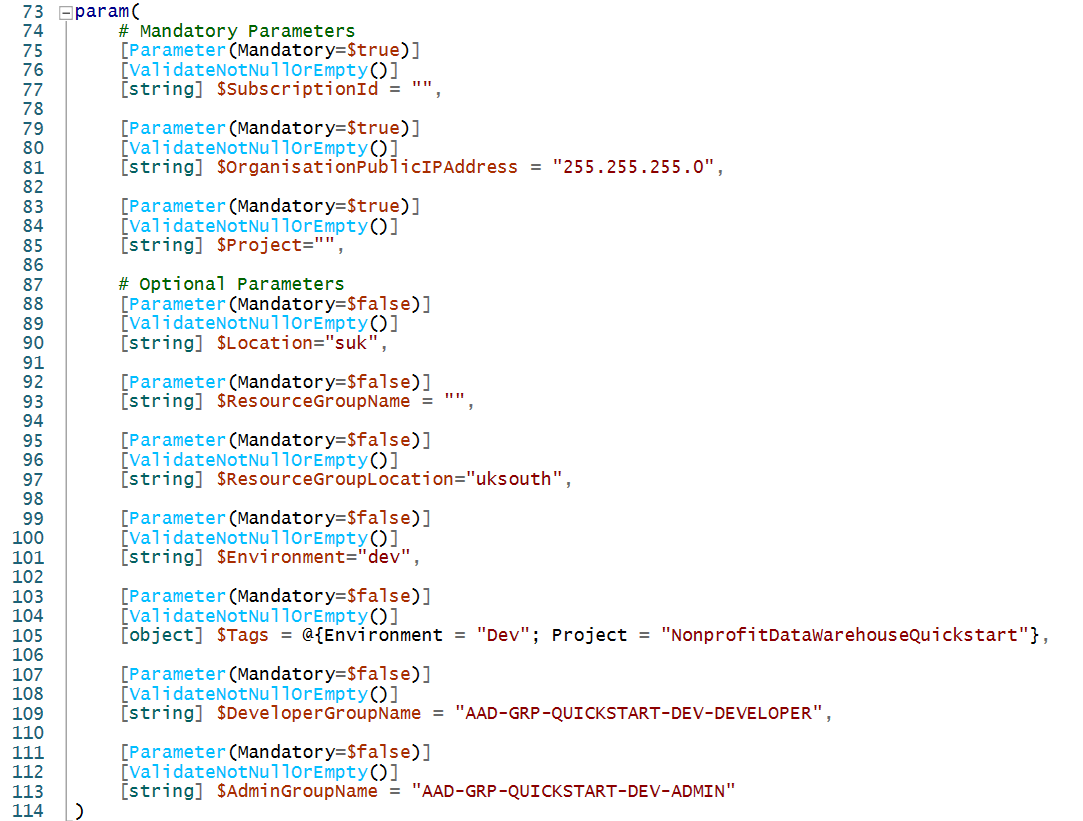 73 param(
74 # Mandatory Parameters
75 [Parameter(Mandatory=$true)]
76 [ValidateNotNullOrEmpty()]
77 [string] $SubscriptionId = "",
78
79 [Parameter(Mandatory=$true)]
80 [ValidateNotNullOrEmpty()]
81 [string] $OrganisationPublicIPAddress = "255.255.255.0",
82
83 [Parameter(Mandatory=$true)]
84 [ValidateNotNullOrEmpty()]
85 [string] $Project="",
86
87 # Optional Parameters
88 [Parameter(Mandatory=$false)]
89 [ValidateNotNullOrEmpty()]
90 [string] $Location="suk",
91
92 [Parameter(Mandatory=$false)]
93 [string] $ResourceGroupName = "",
94
95 [Parameter(Mandatory=$false)]
96 [ValidateNotNullOrEmpty()]
97 [string] $ResourceGroupLocation="uksouth",
98
99 [Parameter(Mandatory=$false)]
100 [ValidateNotNullOrEmpty()]
101 [string] $Environment="dev",
102
103 [Parameter(Mandatory=$false)]
104 [ValidateNotNullOrEmpty()]
105 [object] $Tags = @{Environment = "Dev"; Project = "NonprofitDataWarehouseQuickstart"},
106
107 [Parameter(Mandatory=$false)]
108 [ValidateNotNullOrEmpty()]
109 [string] $DeveloperGroupName = "AAD-GRP-QUICKSTART-DEV-DEVELOPER",
110
111 [Parameter(Mandatory=$false)]
112 [ValidateNotNullOrEmpty()]
113 [string] $AdminGroupName = "AAD-GRP-QUICKSTART-DEV-ADMIN"
114 )